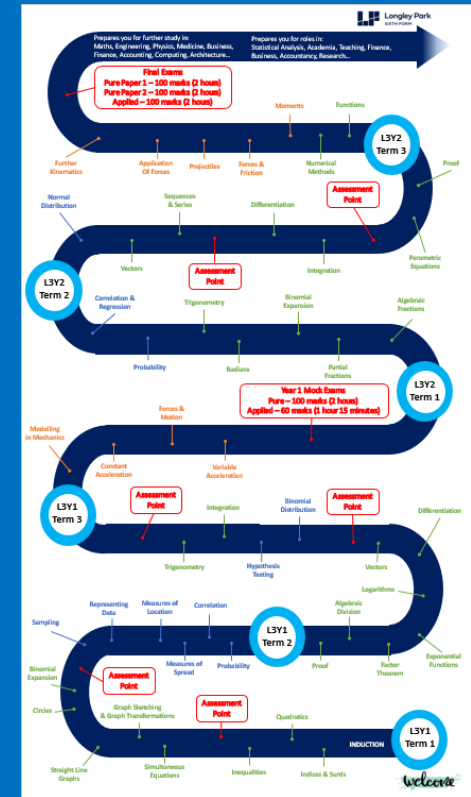 Langley Park
SIXTH FORM
Prepares you for further study in:
Maths, Engineering, Physics, Medicine, Business,
Finance, Accounting, Computing, Architecture...
Prepares you for roles in:
Statistical Analysis, Academia, Teaching, Finance,
Business, Accountancy, Research...
Final Exams
Pure Paper 1 – 100 marks (2 hours)
Pure Paper 2 – 100 marks (2 hours)
Applied – 100 marks (2 hours)
Moments
Functions
L3Y2
Term 3
Further
Kinematics
Application
Of Forces
Projectiles
Forces &
Friction
Numerical
Methods
Proof
Normal
Distribution
Sequences
& Series
Differentiation
Assessment
Point
Parametric
Equations
Vectors
Assessment
Point
Integration
L3Y2
Term 2
Correlation &
Regression
Trigonometry
Binomial
Expansion
Algebraic
Fractions
Probability
Radians
Partial
Fractions
L3Y2
Term 1
Year 1 Mock Exams
Pure – 100 marks (2 hours)
Applied – 60 marks (1 hour 15 minutes)
Modelling
in Mechanics
Forces &
Motion
Constant
Acceleration
Variable
Acceleration
L3Y1
Term 3
Assessment
Point
Integration
Binomial
Distribution
Assessment
Point
Differentiation
Trigonometry
Hypothesis
Testing
Vectors
Logarithms
Representing
Data
Measures of
Location
Correlation
Algebraic
Division
Sampling
L3Y1
Term 2
Measures of
Spread
Probability
Proof
Factor
Theorem
Exponential
Functions
Binomial
Expansion
Assessment
Point
Circles
Graph Sketching
& Graph Transformations
Assessment
Point
Quadratics
L3Y1
Term 1
INDUCTION
Straight Line
Graphs
Simultaneous
Equations
Inequalities
Indices & Surds
welcome